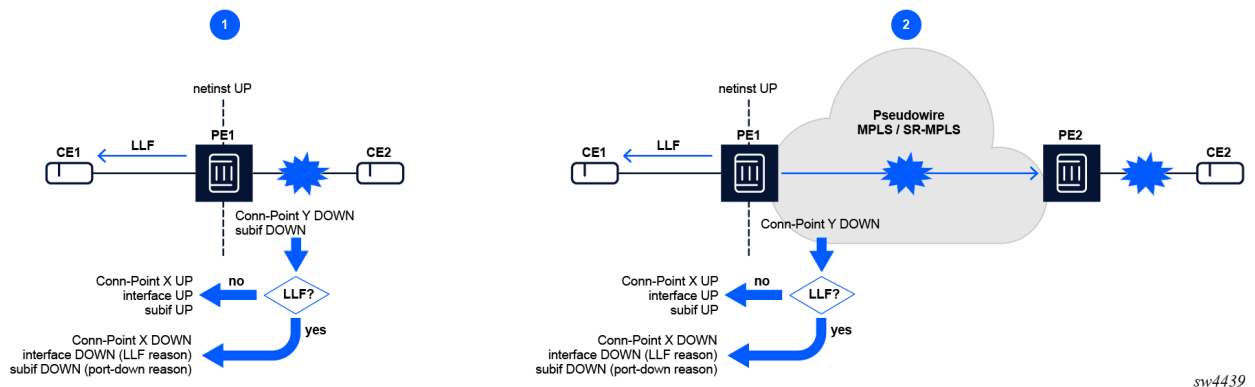 1
netinst UP
PE1
CE1
LLF
CE2
Conn-Point Y DOWN
subif DOWN
LLF?
no
Conn-Point X UP
interface UP
subif UP
yes
Conn-Point X DOWN
interface DOWN (LLF reason)
subif DOWN (port-down reason)
2
netinst UP
Pseudowire
MPLS / SR-MPLS
PE1
PE2
CE1
LLF
CE2
Conn-Point Y DOWN
LLF?
no
Conn-Point X UP
interface UP
subif UP
yes
Conn-Point X DOWN
interface DOWN (LLF reason)
subif DOWN (port-down reason)
sw4439